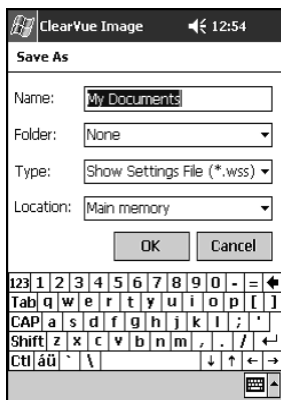 ClearVue Image 12:54
Save As
Name: My Documents
Folder: None
Type: Show Settings File (*.wss)
Location: Main memory
OK Cancel
123 1 2 3 4 5 6 7 8 9 0 - =
Tab q w e r t y u i o p [ ]
CAP a s d f g h j k l ; '
Shift z x c v b n m , . /
Ctl áü ` \